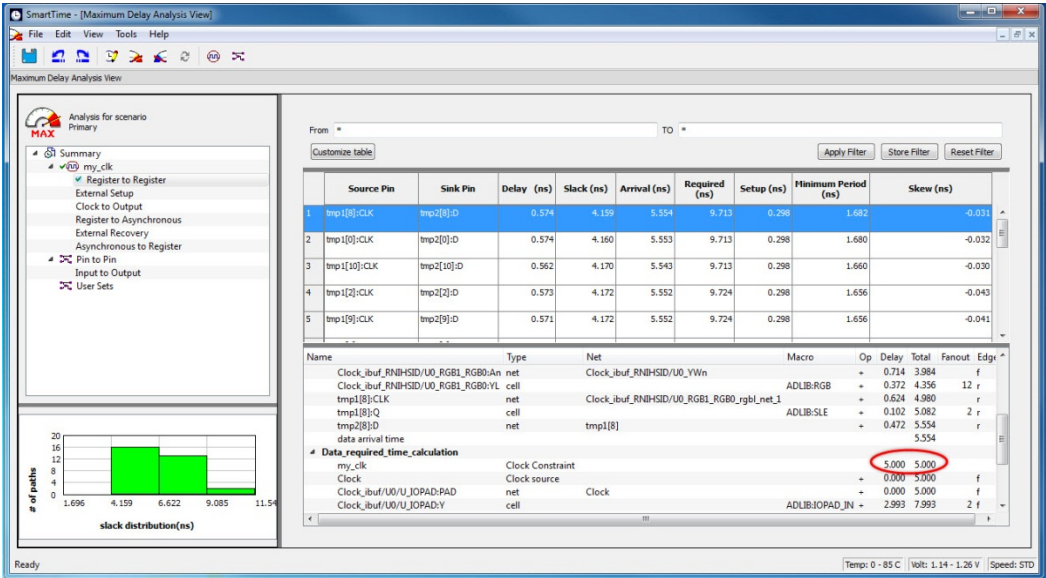 SmartTime - [Maximum Delay Analysis View]
File Edit View Tools Help
Maximum Delay Analysis View
MAX
Analysis for scenario
Primary
Summary
my_clk
Register to Register
External Setup
Clock to Output
Register to Asynchronous
External Recovery
Asynchronous to Register
Pin to Pin
Input to Output
User Sets
From * TO *
Customize table Apply Filter Store Filter Reset Filter
Source Pin Sink Pin Delay (ns) Slack (ns) Arrival (ns) Required (ns) Setup (ns) Minimum Period (ns) Skew (ns)
1 tmp1[8]:CLK tmp2[8]:D 0.574 4.159 5.554 9.713 0.298 1.682 -0.031
2 tmp1[0]:CLK tmp2[0]:D 0.574 4.160 5.553 9.713 0.298 1.680 -0.032
3 tmp1[10]:CLK tmp2[10]:D 0.562 4.170 5.543 9.713 0.298 1.660 -0.030
4 tmp1[2]:CLK tmp2[2]:D 0.573 4.172 5.552 9.724 0.298 1.656 -0.043
5 tmp1[9]:CLK tmp2[9]:D 0.571 4.172 5.552 9.724 0.298 1.656 -0.041
Name Type Net Macro Op Delay Total Fanout Edge
Clock_ibuf_RNIHSID/U0_RGB1_RGB0:An net Clock_ibuf_RNIHSID/U0_YWn + 0.714 3.984 f
Clock_ibuf_RNIHSID/U0_RGB1_RGB0:YL cell ADLIB:RGB + 0.372 4.356 12 r
tmp1[8]:CLK net Clock_ibuf_RNIHSID/U0_RGB1_RGB0_rgbl_net_1 + 0.624 4.980 r
tmp1[8]:Q cell ADLIB:SLE + 0.102 5.082 2 r
tmp2[8]:D net tmp1[8] + 0.472 5.554 r
data arrival time 5.554
Data_required_time_calculation
my_clk Clock Constraint 5.000 5.000
Clock Clock source + 0.000 5.000 f
Clock_ibuf/U0/U_IOPAD:PAD net Clock + 0.000 5.000 f
Clock_ibuf/U0/U_IOPAD:Y cell ADLIB:IOPAD_IN + 2.993 7.993 2 f
# of paths
20
16
12
8
4
0
1.696 4.159 6.622 9.085 11.54
slack distribution(ns)
Ready Temp: 0 - 85 C Volt: 1.14 - 1.26 V Speed: STD